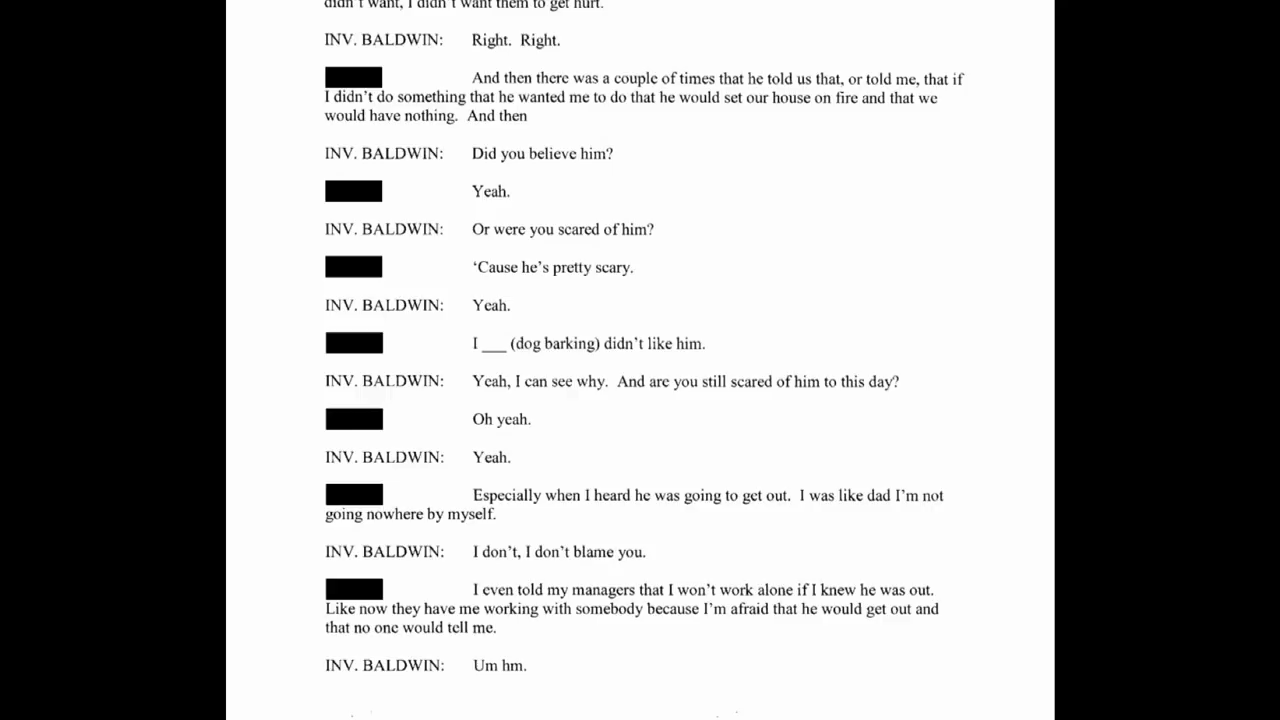 didn't want, I didn't want them to get hurt.
INV. BALDWIN: Right. Right.
And then there was a couple of times that he told us that, or told me, that if
I didn't do something that he wanted me to do that he would set our house on fire and that we
would have nothing. And then
INV. BALDWIN: Did you believe him?
Yeah.
INV. BALDWIN: Or were you scared of him?
‘Cause he's pretty scary.
INV. BALDWIN: Yeah.
I ___ (dog barking) didn't like him.
INV. BALDWIN: Yeah, I can see why. And are you still scared of him to this day?
Oh yeah.
INV. BALDWIN: Yeah.
Especially when I heard he was going to get out. I was like dad I'm not
going nowhere by myself.
INV. BALDWIN: I don't, I don't blame you.
I even told my managers that I won't work alone if I knew he was out.
Like now they have me working with somebody because I'm afraid that he would get out and
that no one would tell me.
INV. BALDWIN: Um hm.